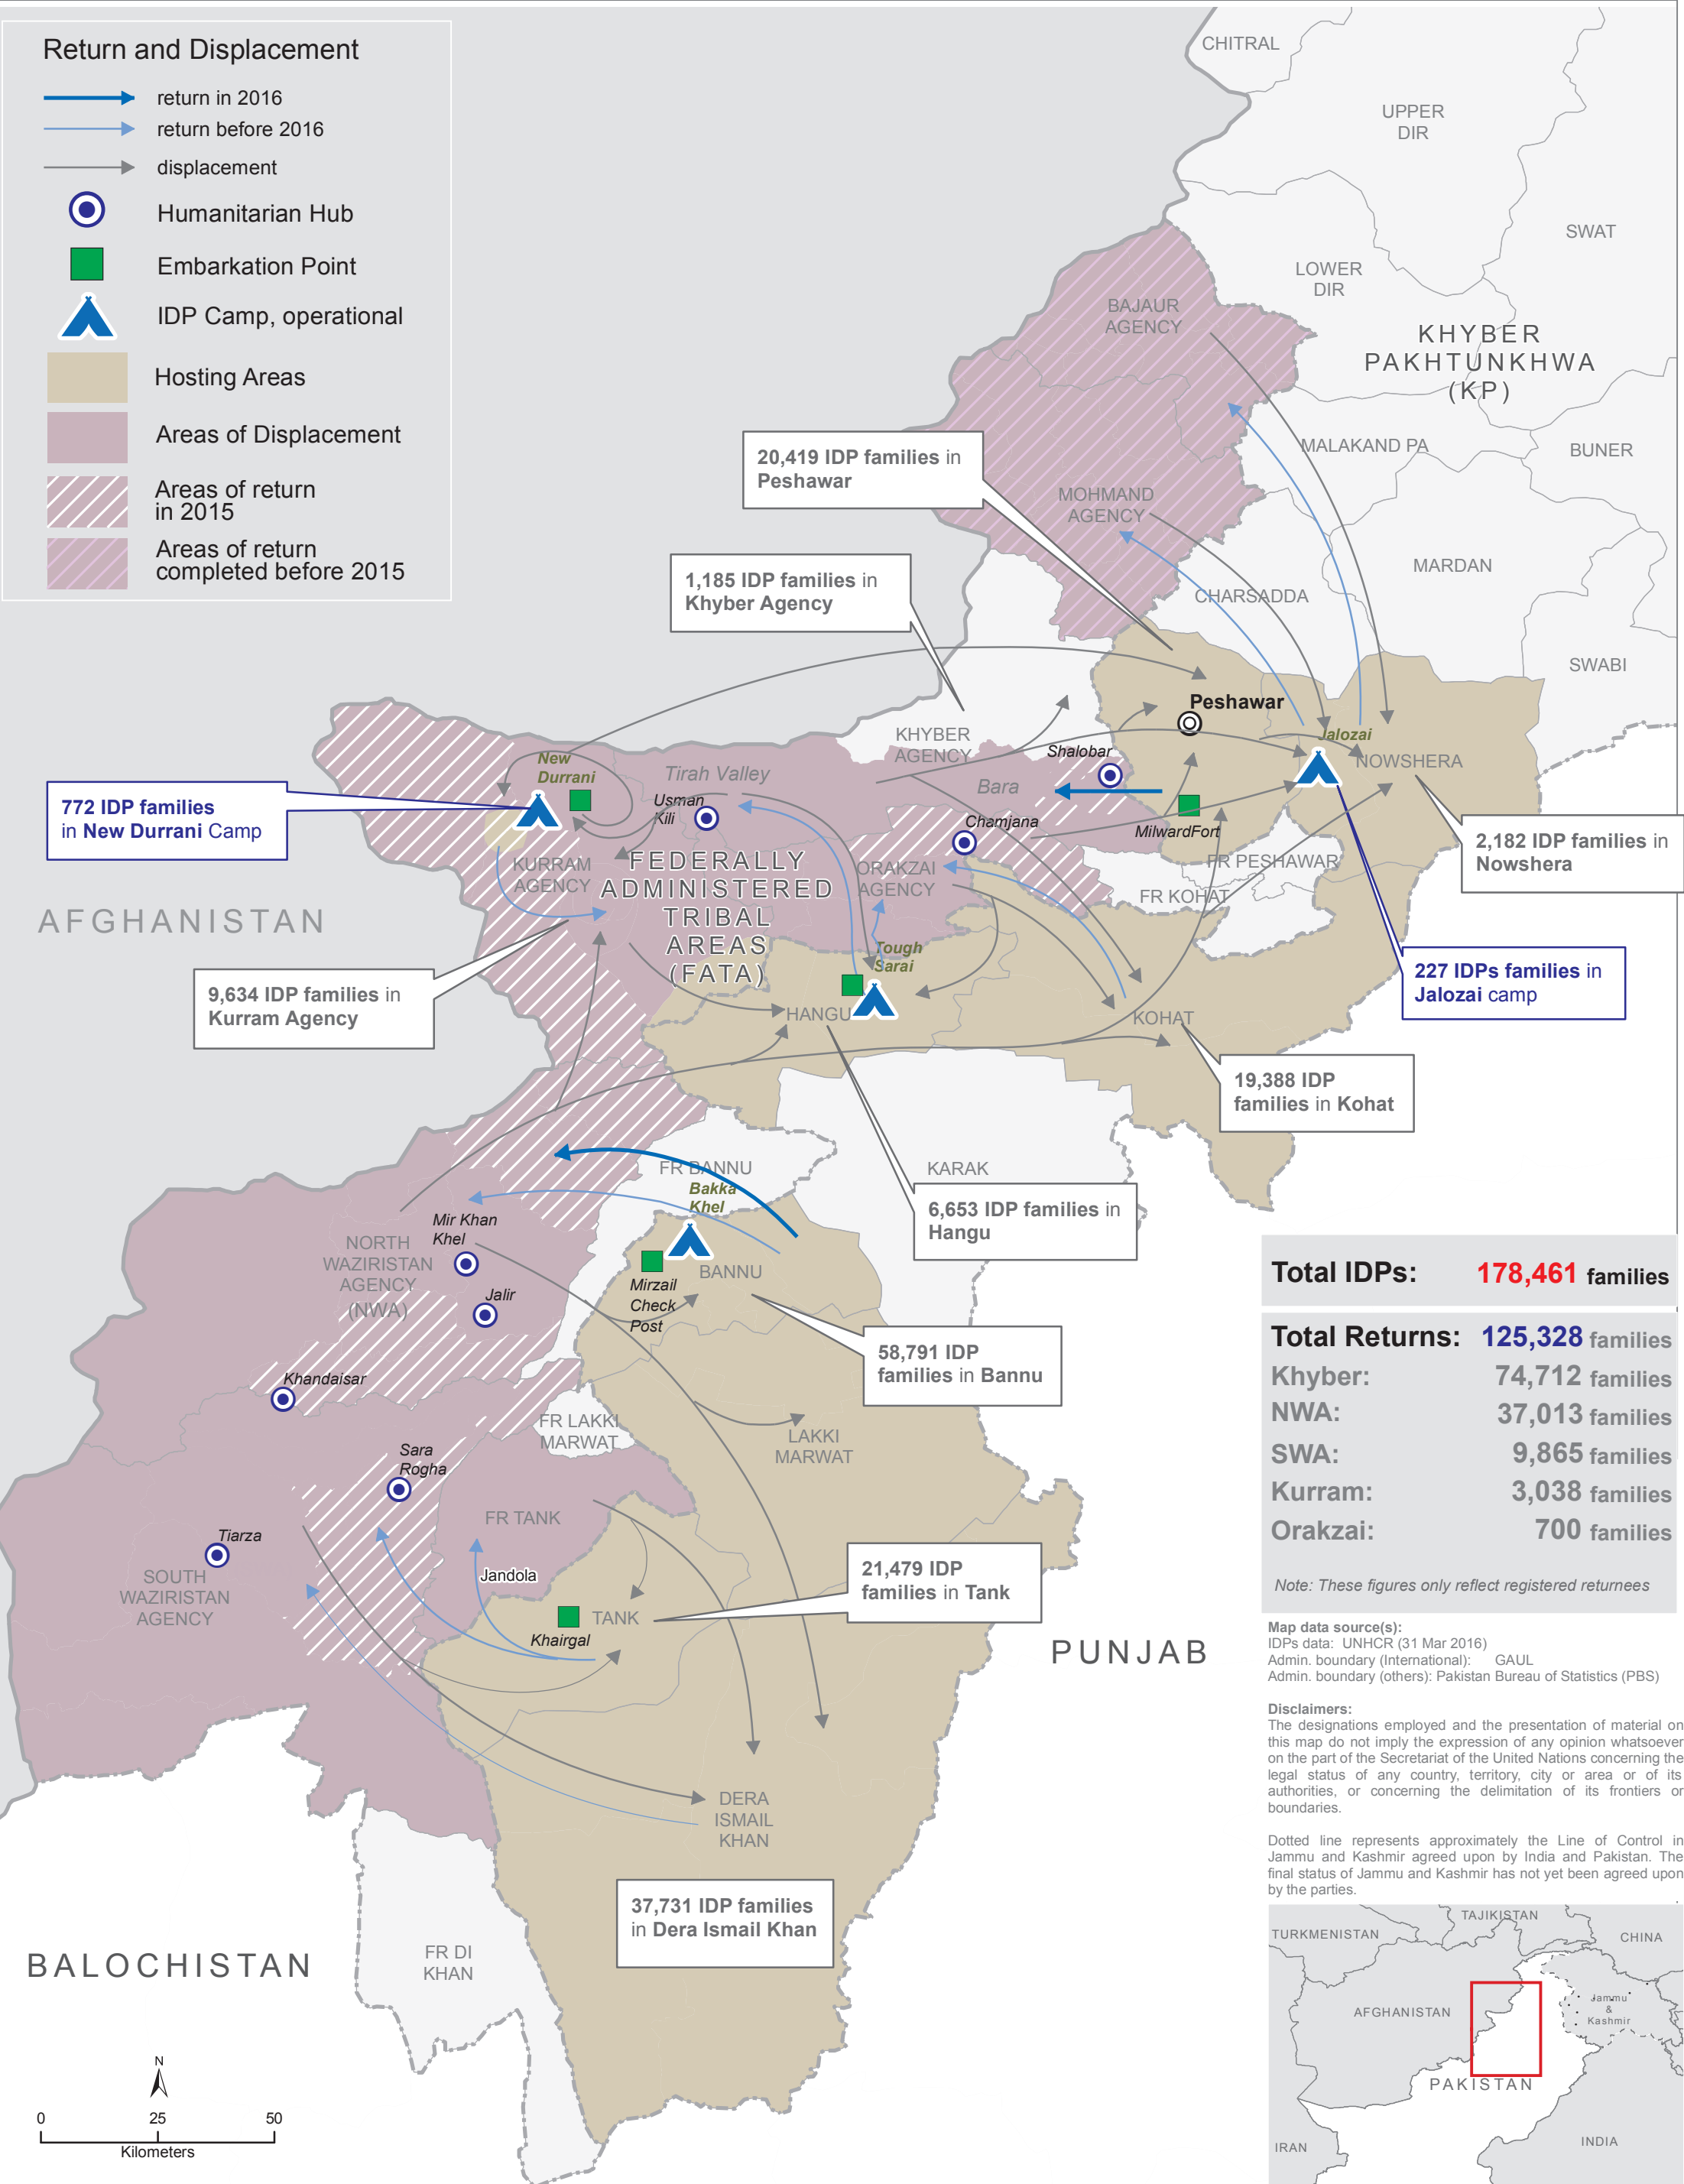 Return and Displacement
return in 2016
return before 2016
displacement
Humanitarian Hub
Embarkation Point
IDP Camp, operational
Hosting Areas
Areas of Displacement
Areas of return
in 2015
Areas of return
completed before 2015
CHITRAL
UPPER
DIR
SWAT
LOWER
DIR
BAJAUR
AGENCY
KHYBER
PAKHTUNKHWA
(KP)
MALAKAND PA
BUNER
20,419 IDP families in
Peshawar
MOHMAND
AGENCY
MARDAN
1,185 IDP families in
Khyber Agency
CHARSADDA
SWABI
Peshawar
KHYBER
AGENCY
Shalobar
Jalozai
NOWSHERA
New
Durrani
Tirah Valley
Bara
Usman
Kili
772 IDP families
in New Durrani Camp
Chamjana
MilwardFort
2,182 IDP families in
Nowshera
KURRAM
AGENCY
FEDERALLY
ADMINISTERED
TRIBAL
AREAS
(FATA)
ORAKZAI
AGENCY
FR PESHAWAR
FR KOHAT
AFGHANISTAN
Tough
Sarai
227 IDPs families in
Jalozai camp
9,634 IDP families in
Kurram Agency
HANGU
KOHAT
19,388 IDP
families in Kohat
FR BANNU
KARAK
Bakka
Khel
6,653 IDP families in
Hangu
Mir Khan
Khel
NORTH
WAZIRISTAN
AGENCY
(NWA)
BANNU
Mirzail
Check
Post
Jalir
58,791 IDP
families in Bannu
Khandaisar
FR LAKKI
MARWAT
LAKKI
MARWAT
Sara
Rogha
FR TANK
Tiarza
SOUTH
WAZIRISTAN
AGENCY
Jandola
21,479 IDP
families in Tank
TANK
Khairgal
PUNJAB
DERA
ISMAIL
KHAN
37,731 IDP families
in Dera Ismail Khan
BALOCHISTAN
FR DI
KHAN
N
0 25 50
Kilometers
Total IDPs: 178,461 families
Total Returns: 125,328 families
Khyber: 74,712 families
NWA: 37,013 families
SWA: 9,865 families
Kurram: 3,038 families
Orakzai: 700 families
Note: These figures only reflect registered returnees
Map data source(s):
IDPs data: UNHCR (31 Mar 2016)
Admin. boundary (International): GAUL
Admin. boundary (others): Pakistan Bureau of Statistics (PBS)
Disclaimers:
The designations employed and the presentation of material on
this map do not imply the expression of any opinion whatsoever
on the part of the Secretariat of the United Nations concerning the
legal status of any country, territory, city or area or of its
authorities, or concerning the delimitation of its frontiers or
boundaries.
Dotted line represents approximately the Line of Control in
Jammu and Kashmir agreed upon by India and Pakistan. The
final status of Jammu and Kashmir has not yet been agreed upon
by the parties.
TURKMENISTAN
TAJIKISTAN
CHINA
AFGHANISTAN
Jammu
&
Kashmir
PAKISTAN
IRAN
INDIA